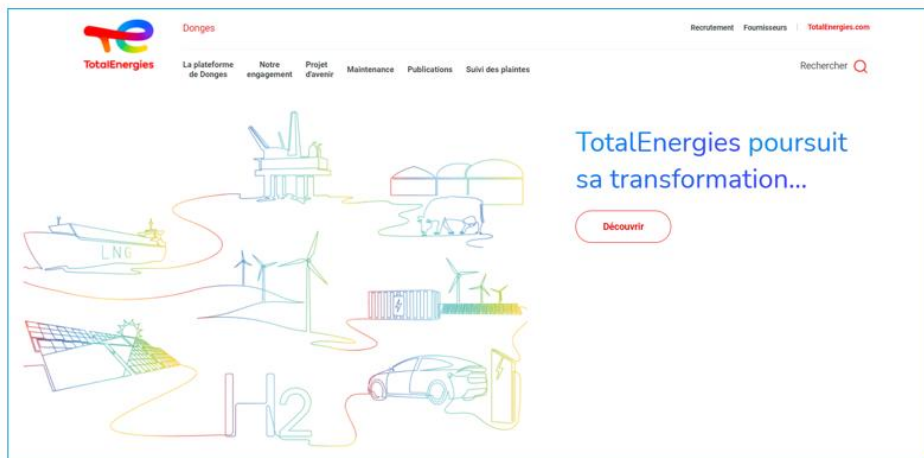 TotalEnergies
Donges
Recrutement Fournisseurs TotalEnergies.com
La plateforme
de Donges
Notre
engagement
Projet
d'avenir
Maintenance
Publications
Suivi des plaintes
Rechercher
TotalEnergies poursuit
sa transformation...
Découvrir
LNG
H2